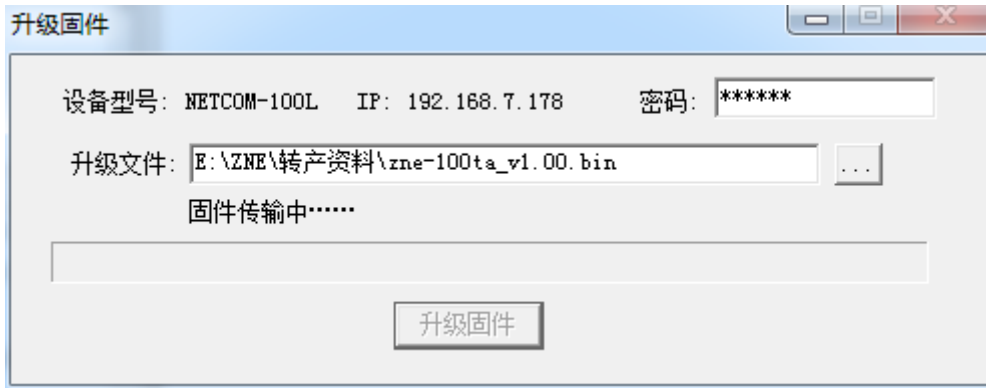 升级固件
设备型号: NETCOM-100L IP: 192.168.7.178 密码: ******
升级文件: E:\ZNE\转产资料\zne-100ta_v1.00.bin ...
固件传输中……
升级固件